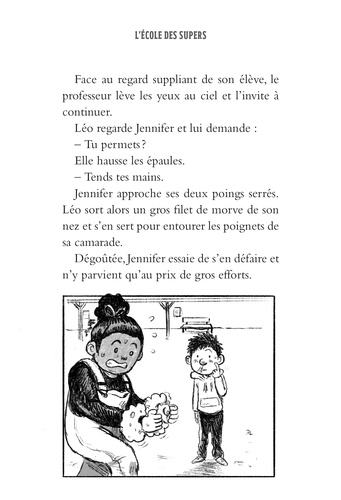 L'ÉCOLE DES SUPERS
Face au regard suppliant de son élève, le
professeur lève les yeux au ciel et l'invite à
continuer.
Léo regarde Jennifer et lui demande :
– Tu permets ?
Elle hausse les épaules.
– Tends tes mains.
Jennifer approche ses deux poings serrés.
Léo sort alors un gros filet de morve de son
nez et s'en sert pour entourer les poignets de
sa camarade.
Dégoûtée, Jennifer essaie de s'en défaire et
n'y parvient qu'au prix de gros efforts.